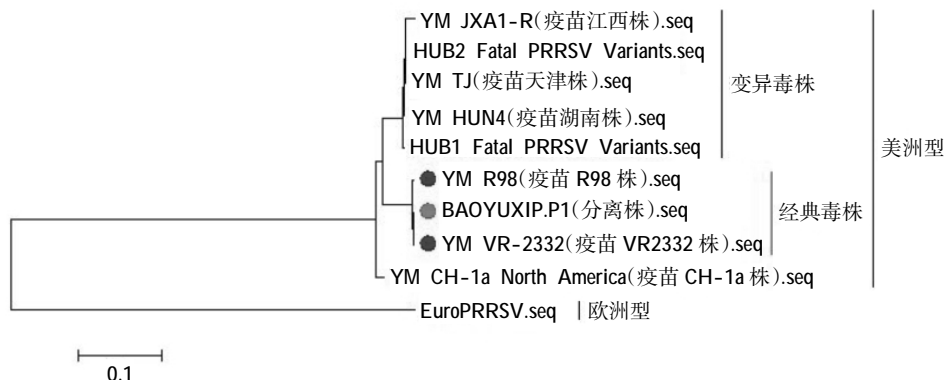 YM JXA1-R(疫苗江西株).seq
HUB2 Fatal PRRSV Variants.seq
YM TJ(疫苗天津株).seq
变异毒株
YM HUN4(疫苗湖南株).seq
HUB1 Fatal PRRSV Variants.seq
美洲型
YM R98(疫苗 R98 株).seq
BAOYUXIP.P1(分离株).seq
经典毒株
YM VR-2332(疫苗 VR2332 株).seq
YM CH-1a North America(疫苗 CH-1a 株).seq
EuroPRRSV.seq
欧洲型
0.1